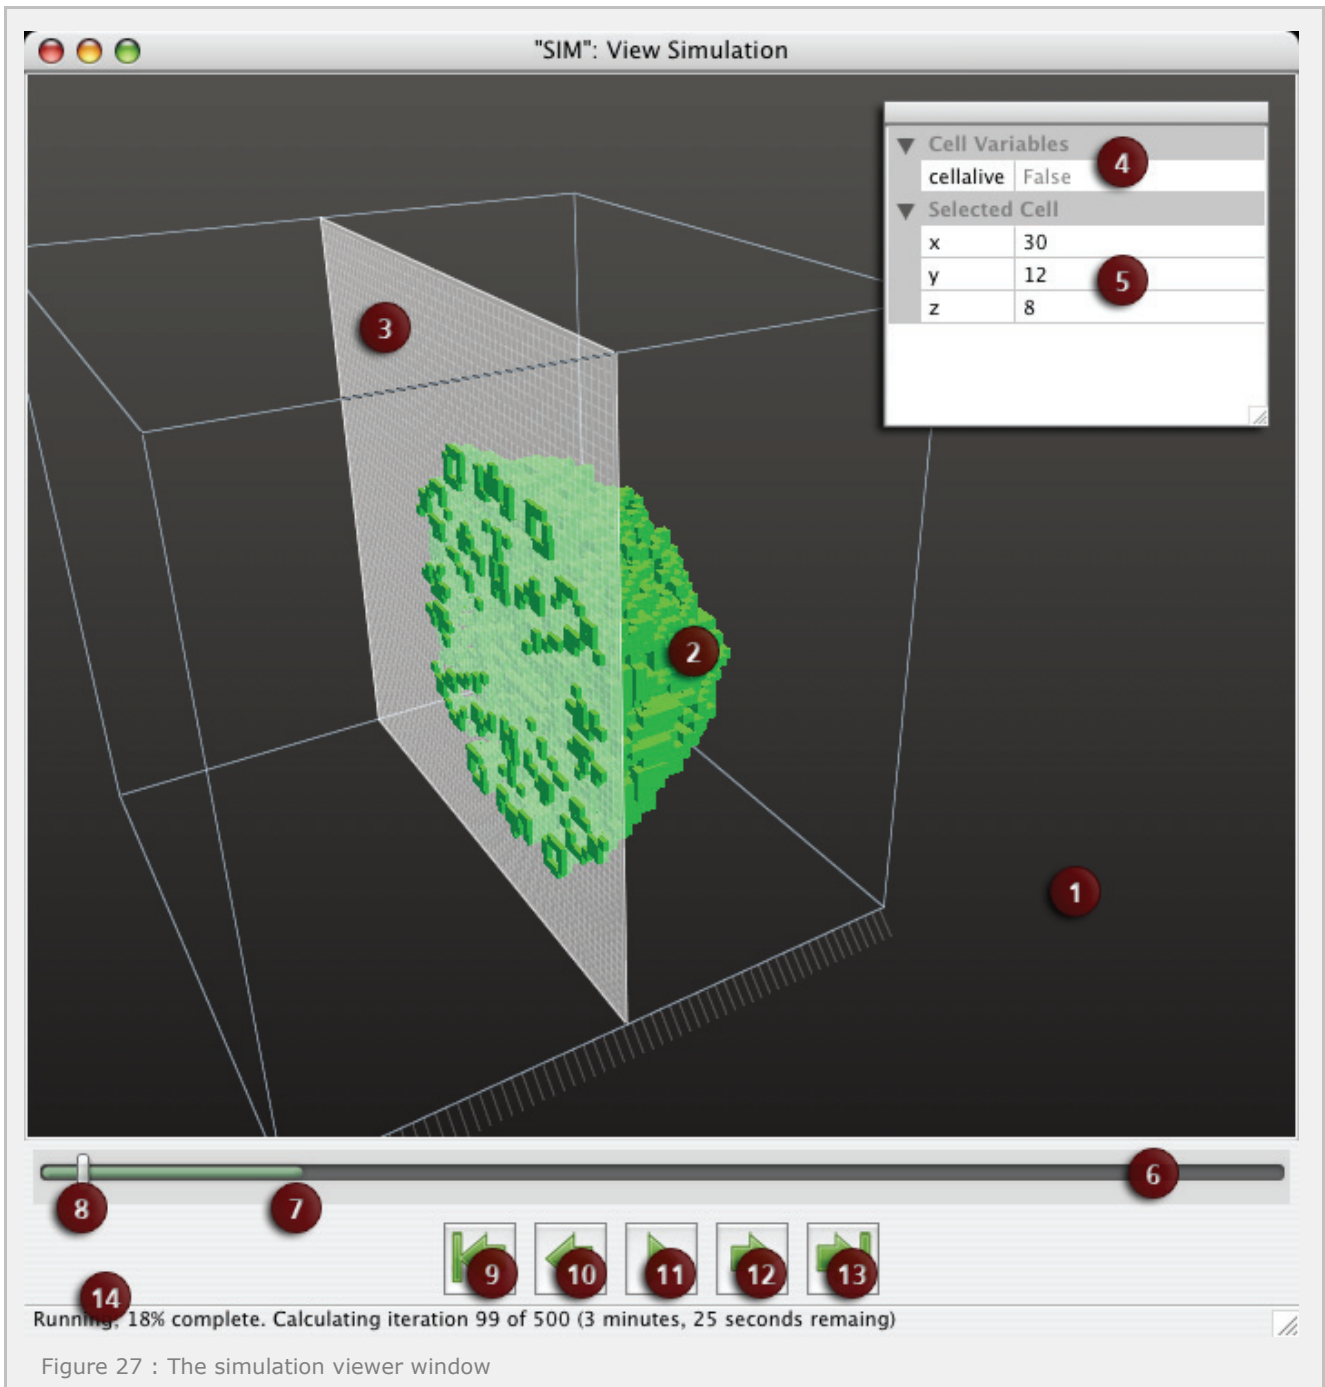 "SIM": View Simulation
Cell Variables
4
cellalive False
Selected Cell
x 30
y 12
5
z 8
3
2
1
6
8
7
9
10
11
12
13
14
Running, 18% complete. Calculating iteration 99 of 500 (3 minutes, 25 seconds remaing)
Figure 27 : The simulation viewer window